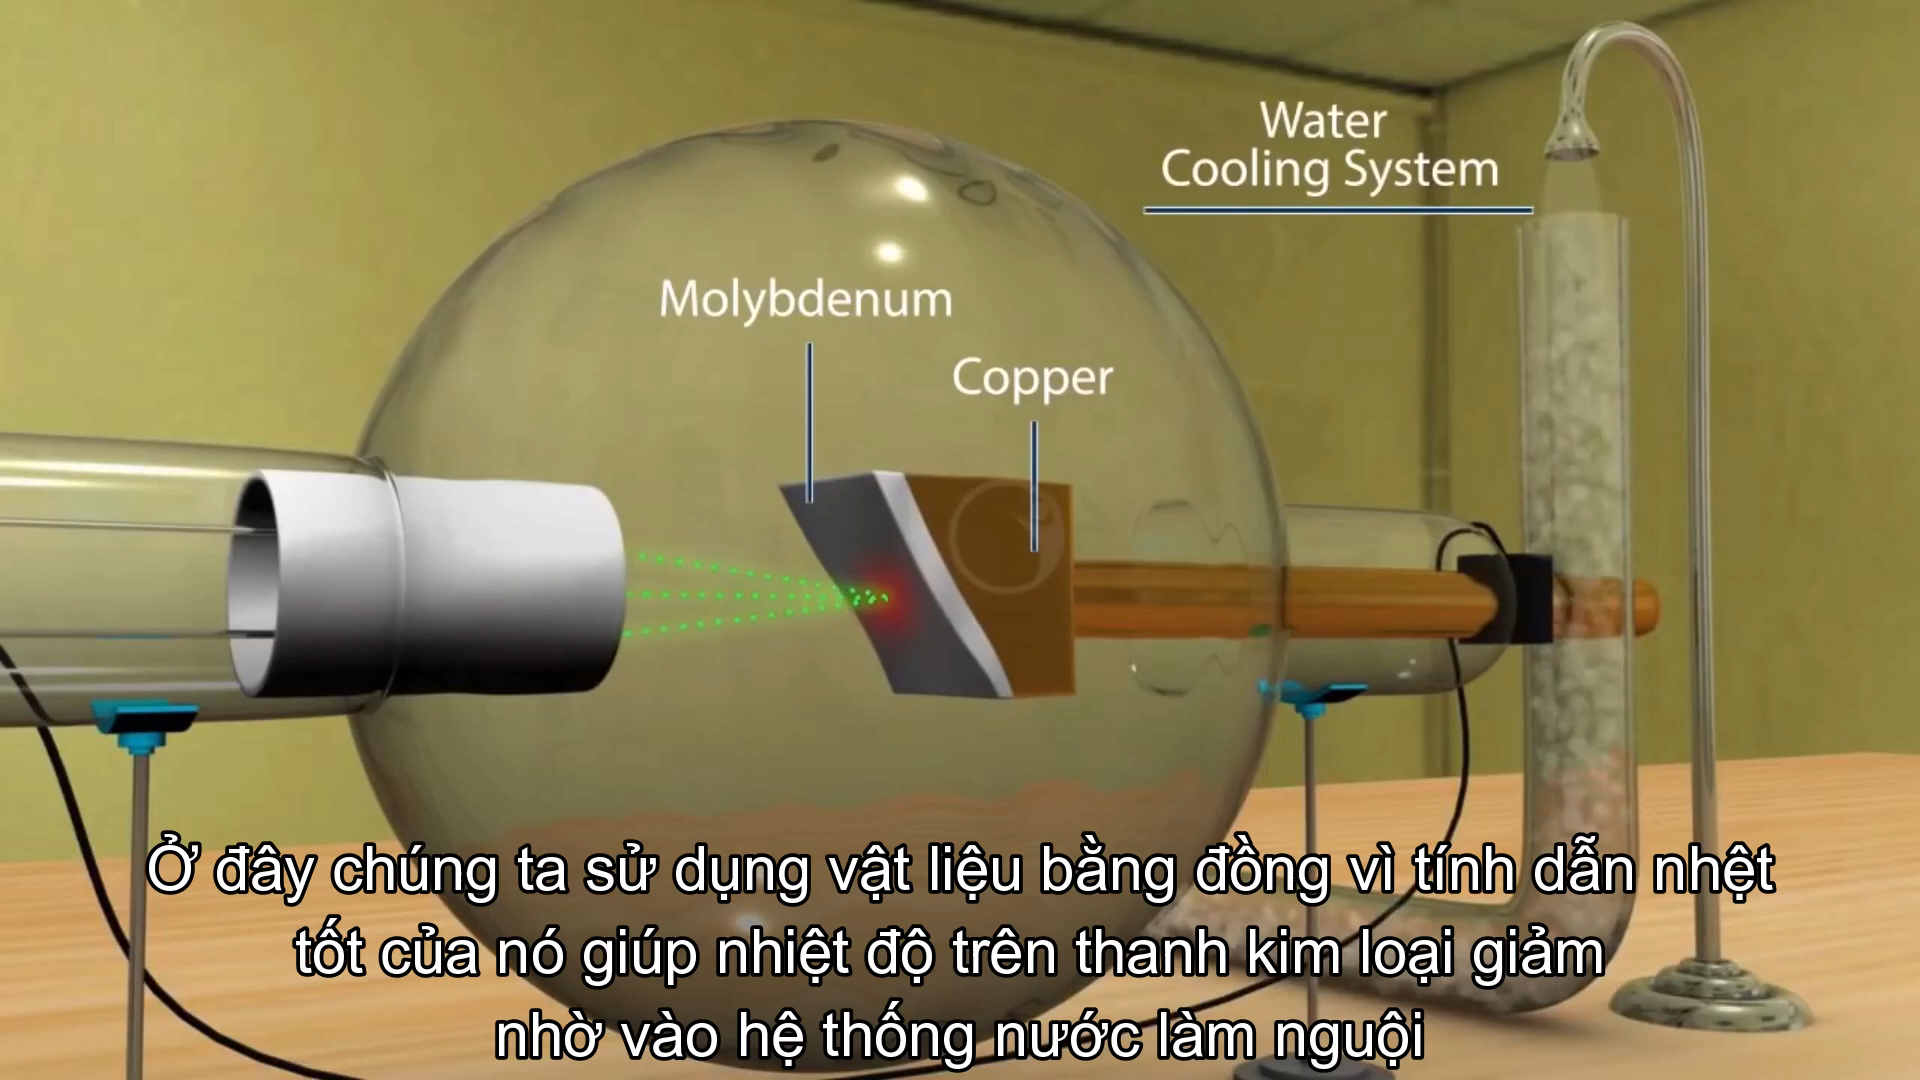 Water
Cooling System
Molybdenum
Copper
Ở đây chúng ta sử dụng vật liệu bằng đồng vì tính dẫn nhệt
tốt của nó giúp nhiệt độ trên thanh kim loại giảm
nhờ vào hệ thống nước làm nguội